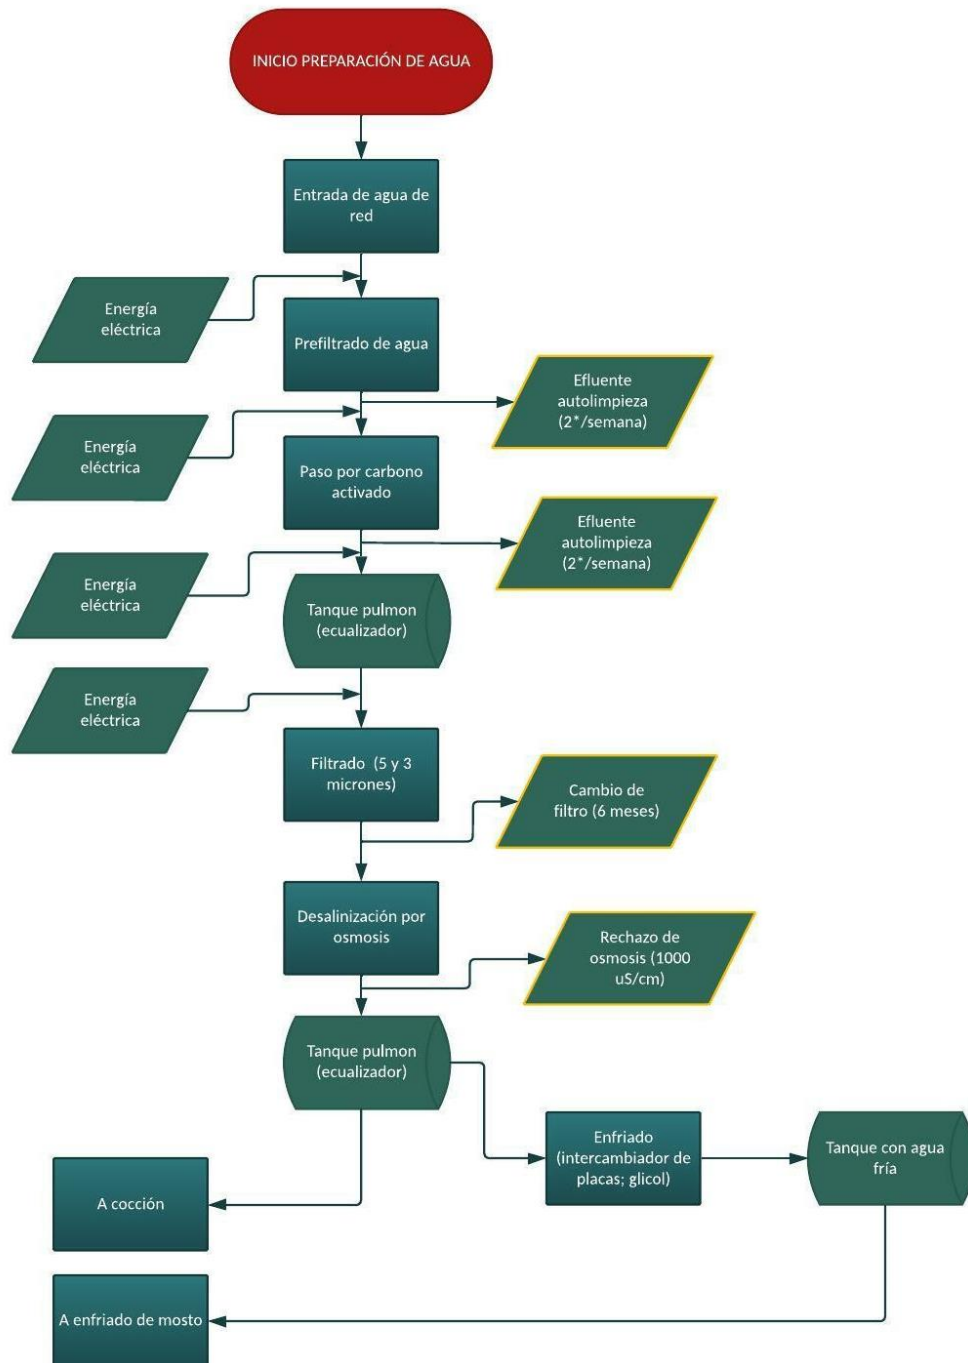 INICIO PREPARACIÓN DE AGUA
Entrada de agua de
red
Energía
eléctrica
Prefiltrado de agua
Efluente
autolimpieza
(2*/semana)
Energía
eléctrica
Paso por carbono
activado
Efluente
autolimpieza
(2*/semana)
Energía
eléctrica
Tanque pulmon
(ecualizador)
Energía
eléctrica
Filtrado (5 y 3
micrones)
Cambio de
filtro (6 meses)
Desalinización por
osmosis
Rechazo de
osmosis (1000
uS/cm)
Tanque pulmon
(ecualizador)
Enfriado
(intercambiador de
placas; glicol)
Tanque con agua
fría
A cocción
A enfriado de mosto